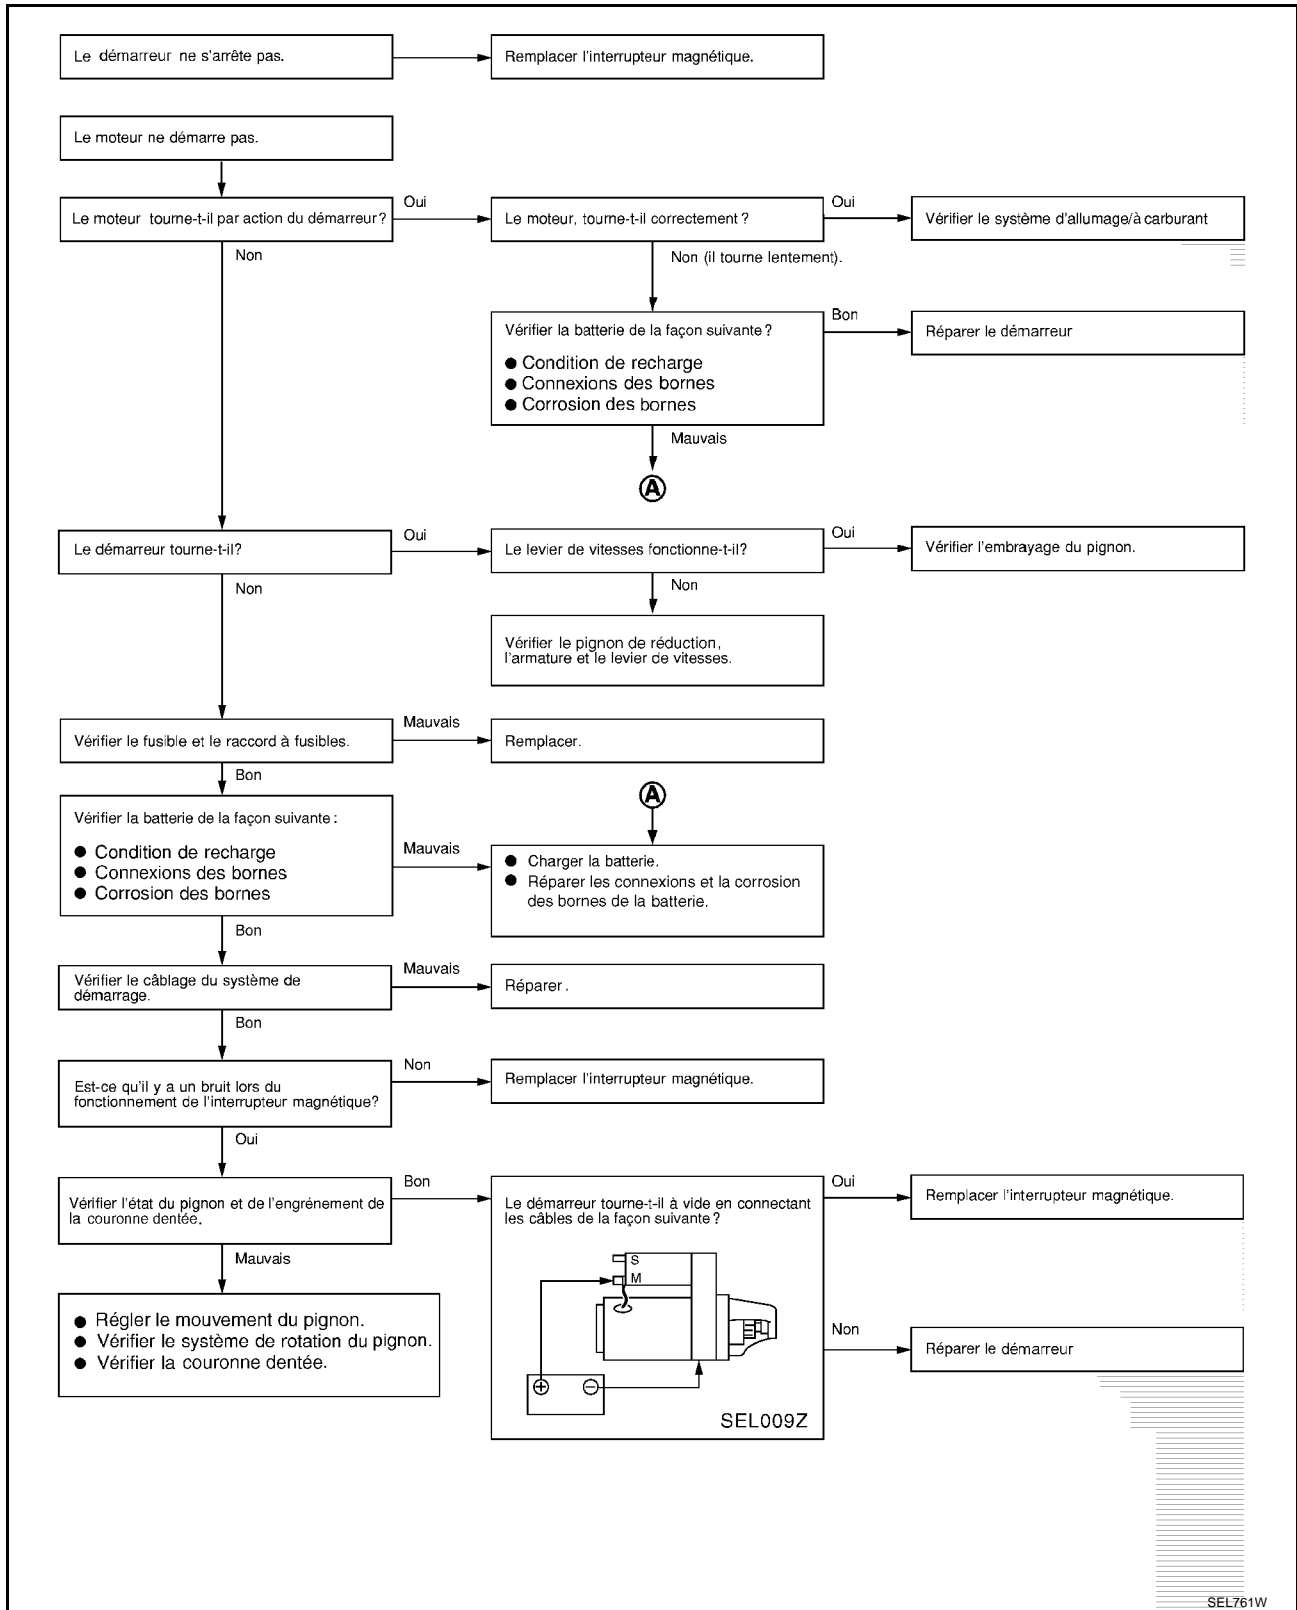 Le démarreur ne s'arrête pas.
Remplacer l'interrupteur magnétique.
Le moteur ne démarre pas.
Le moteur tourne-t-il par action du démarreur?
Oui
Le moteur, tourne-t-il correctement?
Oui
Vérifier le système d'allumage/à carburant
Non
Non (il tourne lentement).
Vérifier la batterie de la façon suivante?
● Condition de recharge
● Connexions des bornes
● Corrosion des bornes
Bon
Réparer le démarreur
Mauvais
A
Le démarreur tourne-t-il?
Oui
Le levier de vitesses fonctionne-t-il?
Oui
Vérifier l'embrayage du pignon.
Non
Non
Vérifier le pignon de réduction,
l'armature et le levier de vitesses.
Vérifier le fusible et le raccord à fusibles.
Mauvais
Remplacer.
Bon
A
Vérifier la batterie de la façon suivante:
● Condition de recharge
● Connexions des bornes
● Corrosion des bornes
Mauvais
● Charger la batterie.
● Réparer les connexions et la corrosion
des bornes de la batterie.
Bon
Vérifier le câblage du système de
démarrage.
Mauvais
Réparer.
Bon
Est-ce qu'il y a un bruit lors du
fonctionnement de l'interrupteur magnétique?
Non
Remplacer l'interrupteur magnétique.
Oui
Vérifier l'état du pignon et de l'engrénement de
la couronne dentée.
Bon
Le démarreur tourne-t-il à vide en connectant
les câbles de la façon suivante?
S
M
+ −
SEL009Z
Oui
Remplacer l'interrupteur magnétique.
Non
Réparer le démarreur
Mauvais
● Régler le mouvement du pignon.
● Vérifier le système de rotation du pignon.
● Vérifier la couronne dentée.
SEL761W